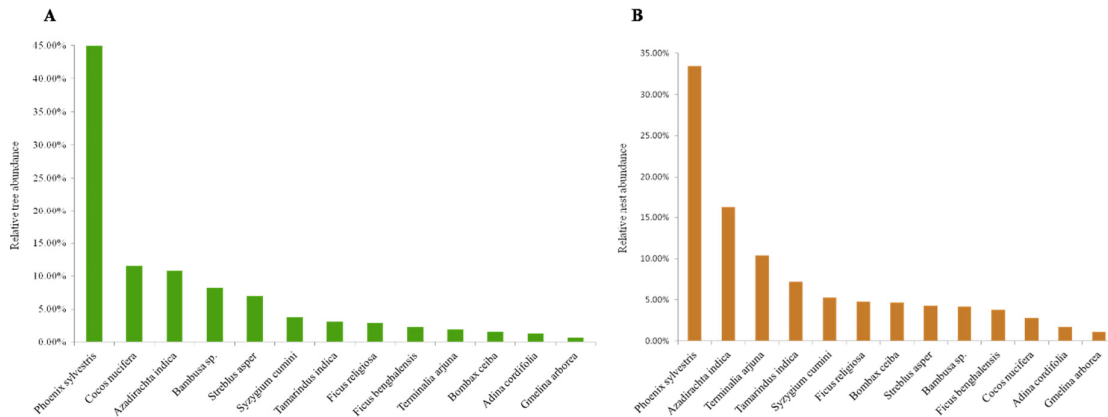 A
Relative tree abundance
45.00%
40.00%
35.00%
30.00%
25.00%
20.00%
15.00%
10.00%
5.00%
0.00%
Phoenix sylvestris
Cocos nucifera
Azadirachta indica
Bambusa sp.
Streblus asper
Syzygium cumini
Tamarindus indica
Ficus religiosa
Ficus benghalensis
Terminalia arjuna
Bombax ceiba
Adina cordifolia
Gmelina arborea
B
Relative nest abundance
35.00%
30.00%
25.00%
20.00%
15.00%
10.00%
5.00%
0.00%
Phoenix sylvestris
Azadirachta indica
Terminalia arjuna
Tamarindus indica
Syzygium cumini
Ficus religiosa
Bombax ceiba
Streblus asper
Bambusa sp.
Ficus benghalensis
Cocos nucifera
Adina cordifolia
Gmelina arborea